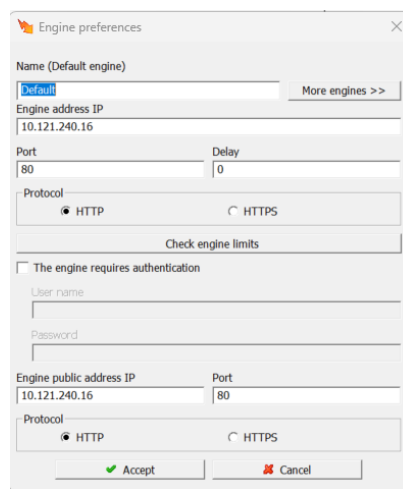 Engine preferences
Name (Default engine)
Default
More engines >>
Engine address IP
10.121.240.16
Port Delay
80 0
Protocol
HTTP HTTPS
Check engine limits
The engine requires authentication
User name
Password
Engine public address IP Port
10.121.240.16 80
Protocol
HTTP HTTPS
Accept Cancel